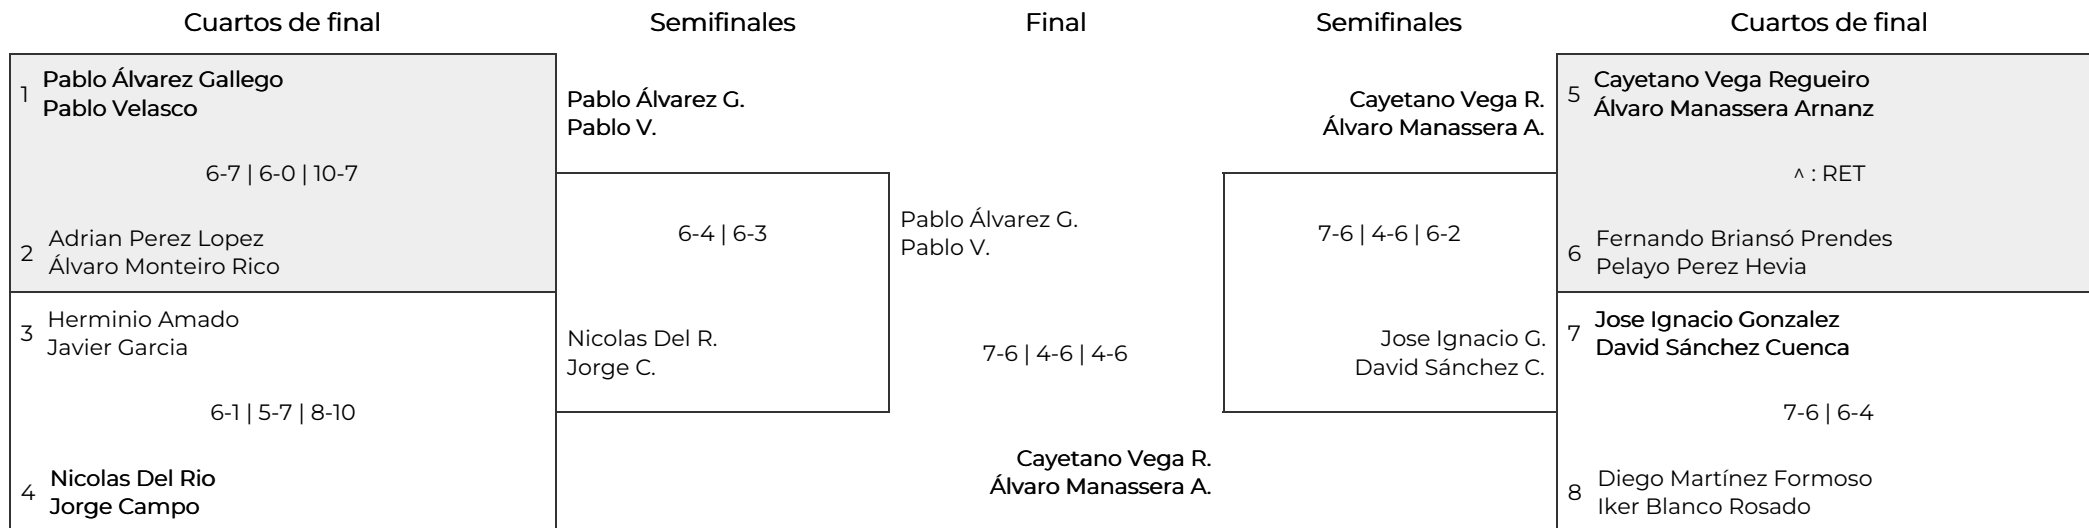 Cuartos de final
Semifinales
Final
Semifinales
Cuartos de final
1
Pablo Álvarez Gallego
Pablo Velasco
6-7 | 6-0 | 10-7
2
Adrian Perez Lopez
Álvaro Monteiro Rico
3
Herminio Amado
Javier Garcia
6-1 | 5-7 | 8-10
4
Nicolas Del Rio
Jorge Campo
Pablo Álvarez G.
Pablo V.
6-4 | 6-3
Nicolas Del R.
Jorge C.
Pablo Álvarez G.
Pablo V.
7-6 | 4-6 | 4-6
Cayetano Vega R.
Álvaro Manassera A.
Cayetano Vega R.
Álvaro Manassera A.
7-6 | 4-6 | 6-2
Jose Ignacio G.
David Sánchez C.
5
Cayetano Vega Regueiro
Álvaro Manassera Arnanz
^ : RET
6
Fernando Briansó Prendes
Pelayo Perez Hevia
7
Jose Ignacio Gonzalez
David Sánchez Cuenca
7-6 | 6-4
8
Diego Martínez Formoso
Iker Blanco Rosado